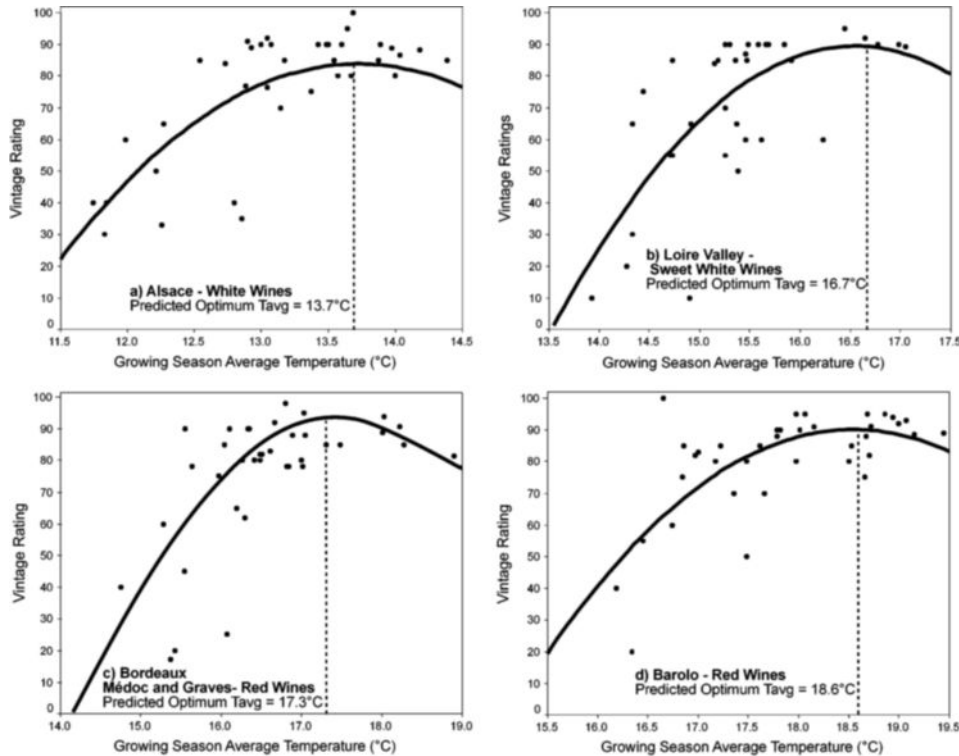 100
90
80
70
60
50
40
30
20
10
0
Vintage Rating
a) Alsace - White Wines
Predicted Optimum Tavg = 13.7°C
11.5 12.0 12.5 13.0 13.5 14.0 14.5
Growing Season Average Temperature (°C)
100
90
80
70
60
50
40
30
20
10
0
Vintage Ratings
b) Loire Valley -
Sweet White Wines
Predicted Optimum Tavg = 16.7°C
13.5 14.0 14.5 15.0 15.5 16.0 16.5 17.0 17.5
Growing Season Average Temperature (°C)
100
90
80
70
60
50
40
30
20
10
0
Vintage Rating
c) Bordeaux
Médoc and Graves- Red Wines
Predicted Optimum Tavg = 17.3°C
14.0 15.0 16.0 17.0 18.0 19.0
Growing Season Average Temperature (°C)
100
90
80
70
60
50
40
30
20
10
0
Vintage Rating
d) Barolo - Red Wines
Predicted Optimum Tavg = 18.6°C
15.5 16.5 17.5 18.5 19.5
Growing Season Average Temperature (°C)